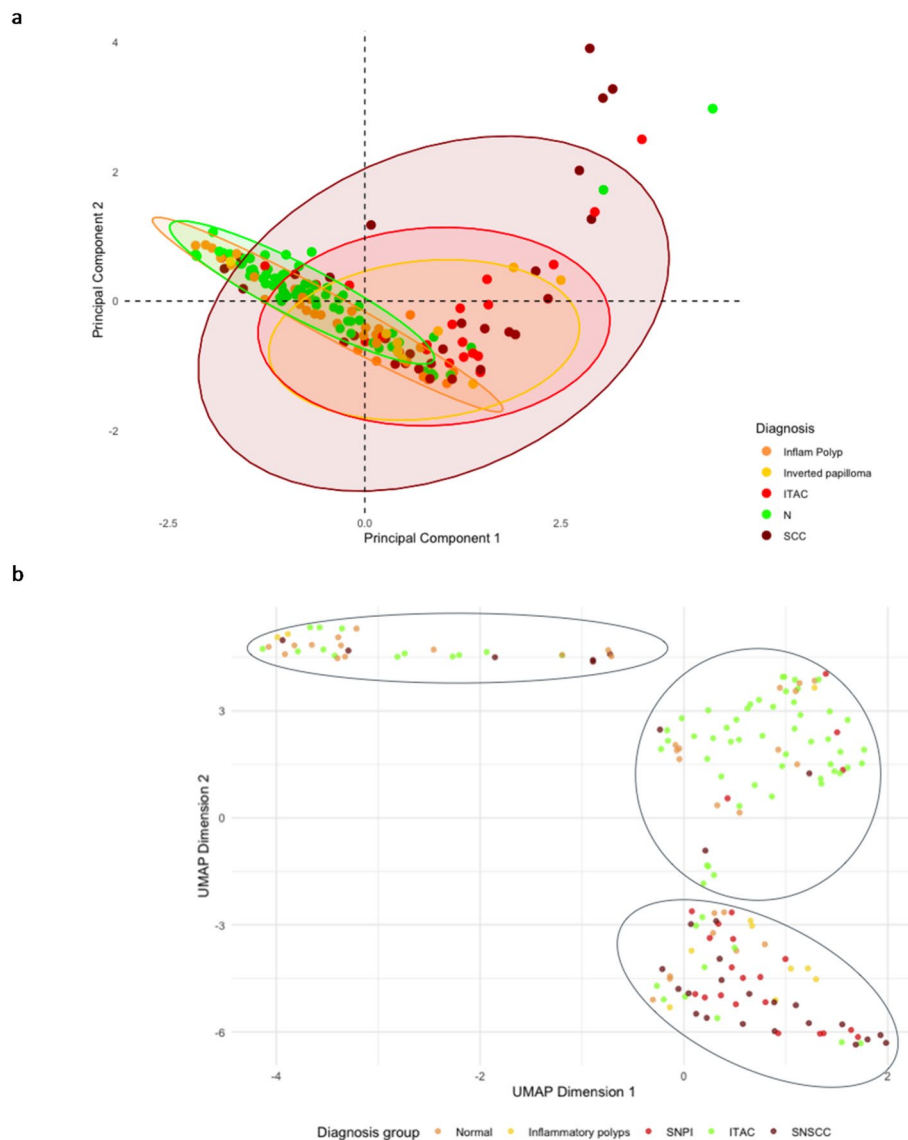 a
4
2
0
-2
Principal Component 2
-2.5 0.0 2.5
Principal Component 1
Diagnosis
Inflam Polyp
Inverted papilloma
ITAC
N
SCC
b
3
0
-3
-6
UMAP Dimension 2
-4 -2 0 2
UMAP Dimension 1
Diagnosis group Normal Inflammatory polyps SNPI ITAC SNSCC